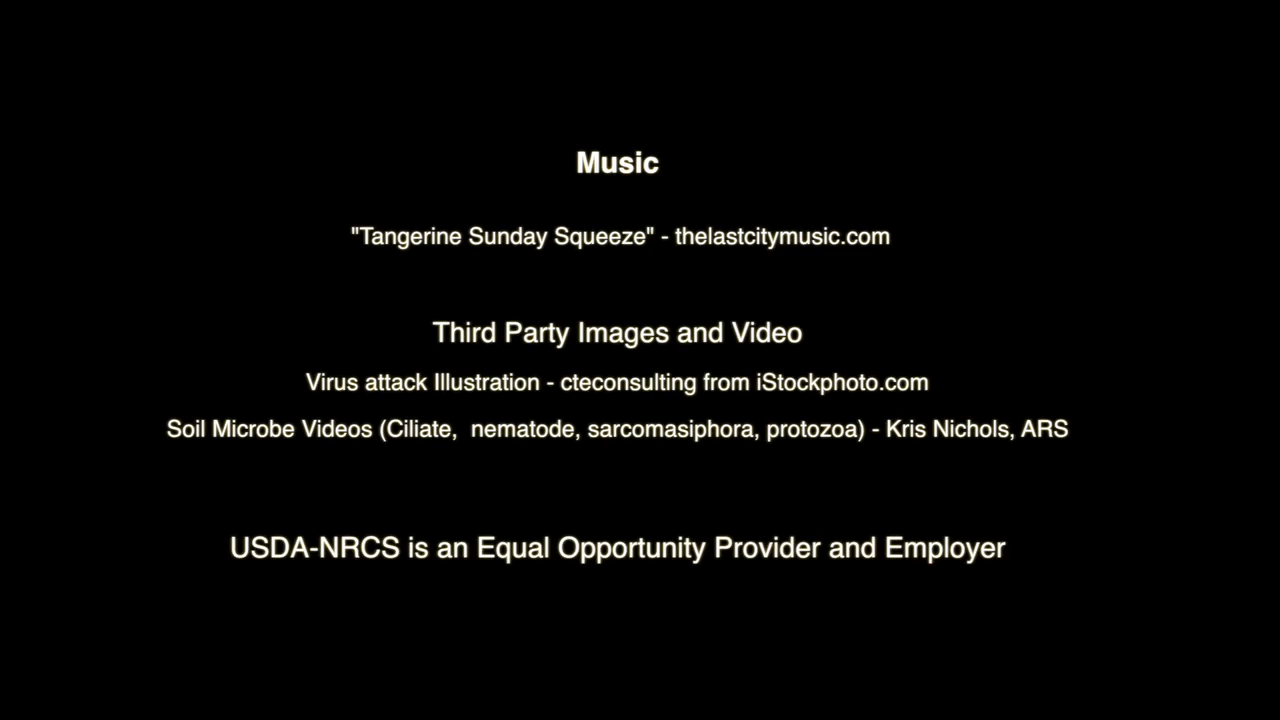 Music
"Tangerine Sunday Squeeze" - thelastcitymusic.com
Third Party Images and Video
Virus attack Illustration - cteconsulting from iStockphoto.com
Soil Microbe Videos (Ciliate,  nematode, sarcomasiphora, protozoa) - Kris Nichols, ARS
USDA-NRCS is an Equal Opportunity Provider and Employer